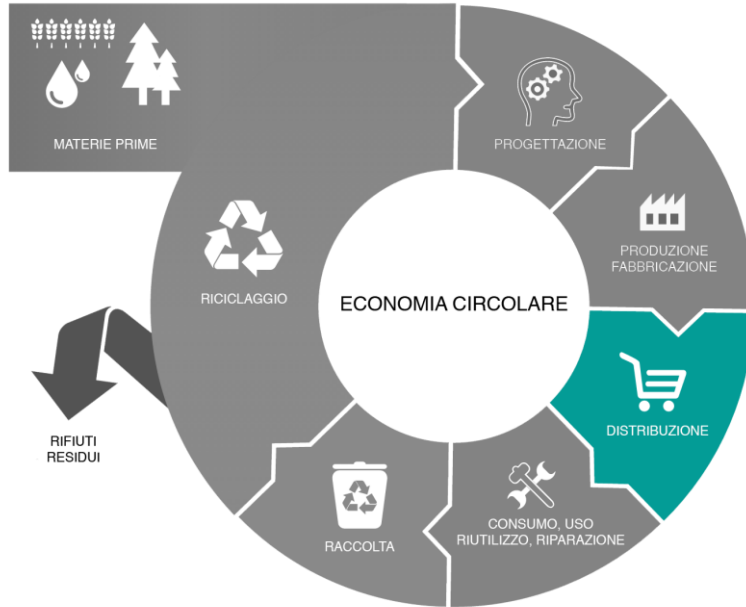 MATERIE PRIME
PROGETTAZIONE
PRODUZIONE
FABBRICAZIONE
RICICLAGGIO
ECONOMIA CIRCOLARE
DISTRIBUZIONE
RIFIUTI
RESIDUI
CONSUMO, USO
RIUTILIZZO, RIPARAZIONE
RACCOLTA